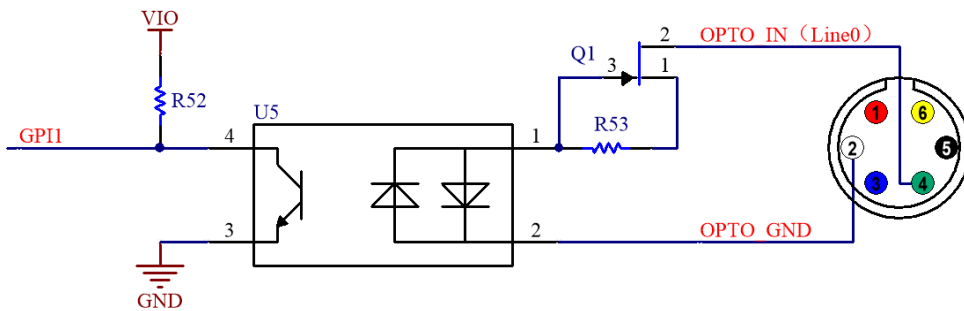 VIO
R52
GPI1
4
3
GND
U5
1
2
Q1
3
2
1
R53
OPTO_IN（Line0）
OPTO_GND
1
6
2
5
3
4